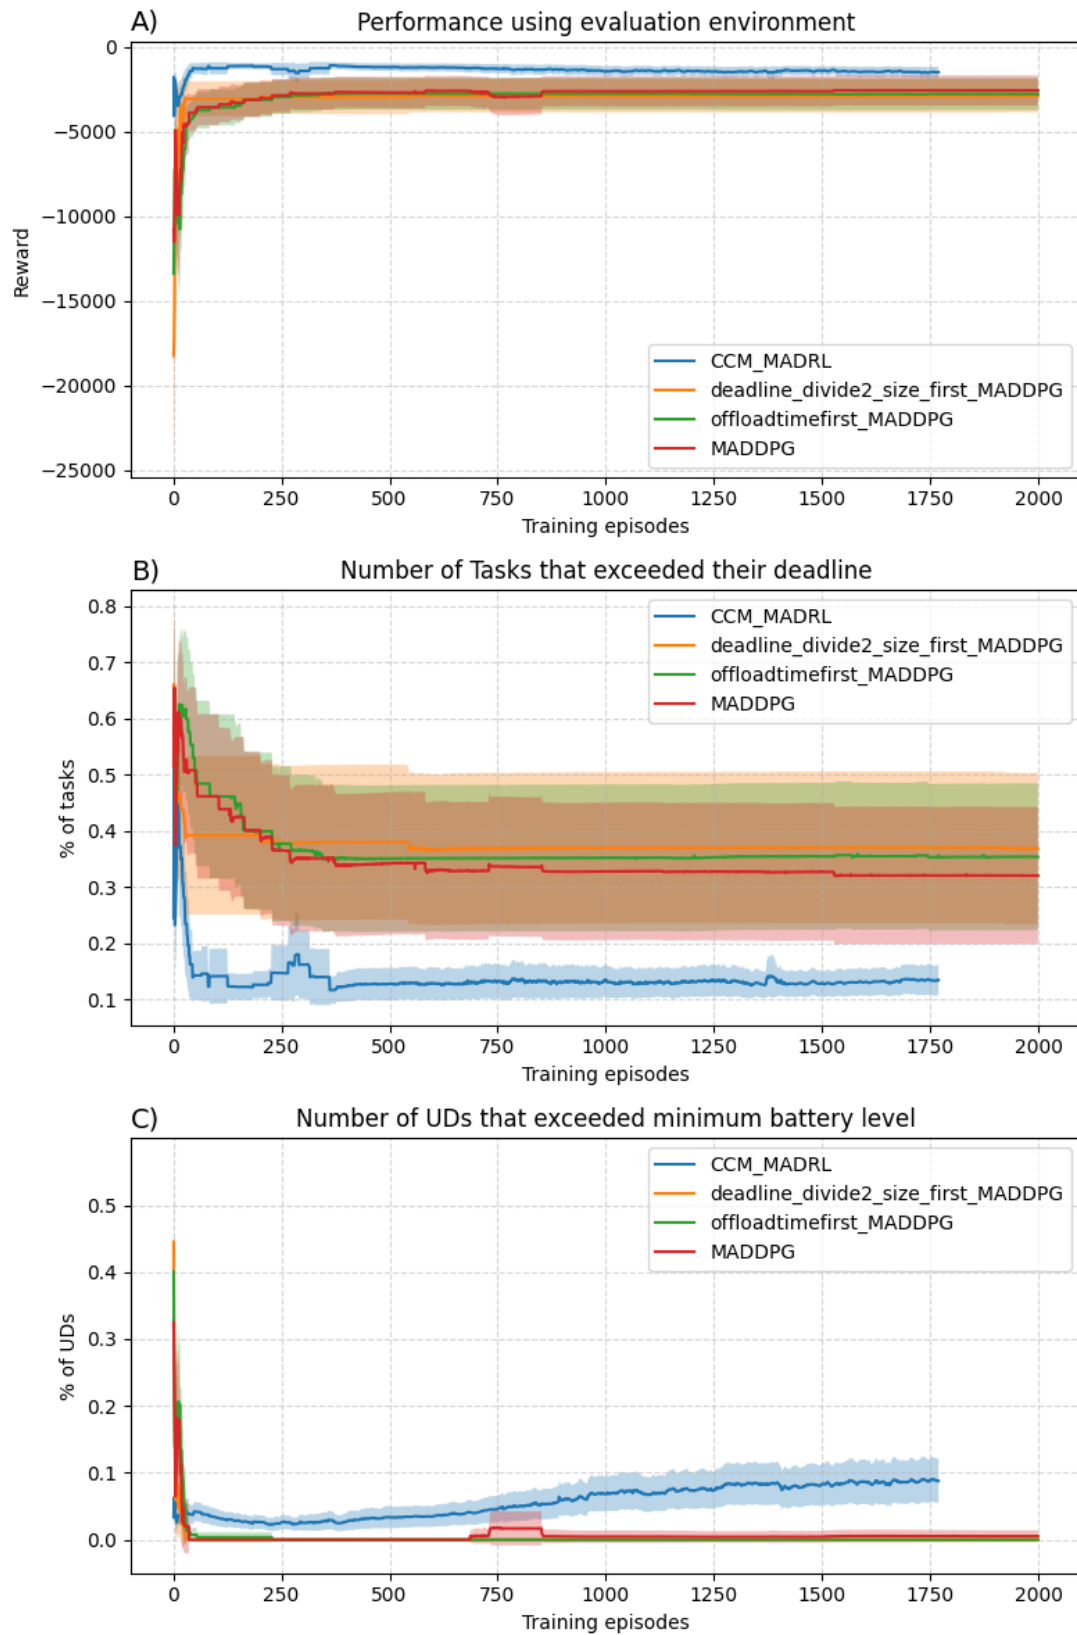 A)
Performance using evaluation environment
0
−5000
−10000
−15000
−20000
−25000
Reward
CCM_MADRL
deadline_divide2_size_first_MADDPG
offloadtimefirst_MADDPG
MADDPG
0 250 500 750 1000 1250 1500 1750 2000
Training episodes
B)
Number of Tasks that exceeded their deadline
0.8
0.7
0.6
0.5
0.4
0.3
0.2
0.1
% of tasks
CCM_MADRL
deadline_divide2_size_first_MADDPG
offloadtimefirst_MADDPG
MADDPG
0 250 500 750 1000 1250 1500 1750 2000
Training episodes
C)
Number of UDs that exceeded minimum battery level
0.5
0.4
0.3
0.2
0.1
0.0
% of UDs
CCM_MADRL
deadline_divide2_size_first_MADDPG
offloadtimefirst_MADDPG
MADDPG
0 250 500 750 1000 1250 1500 1750 2000
Training episodes